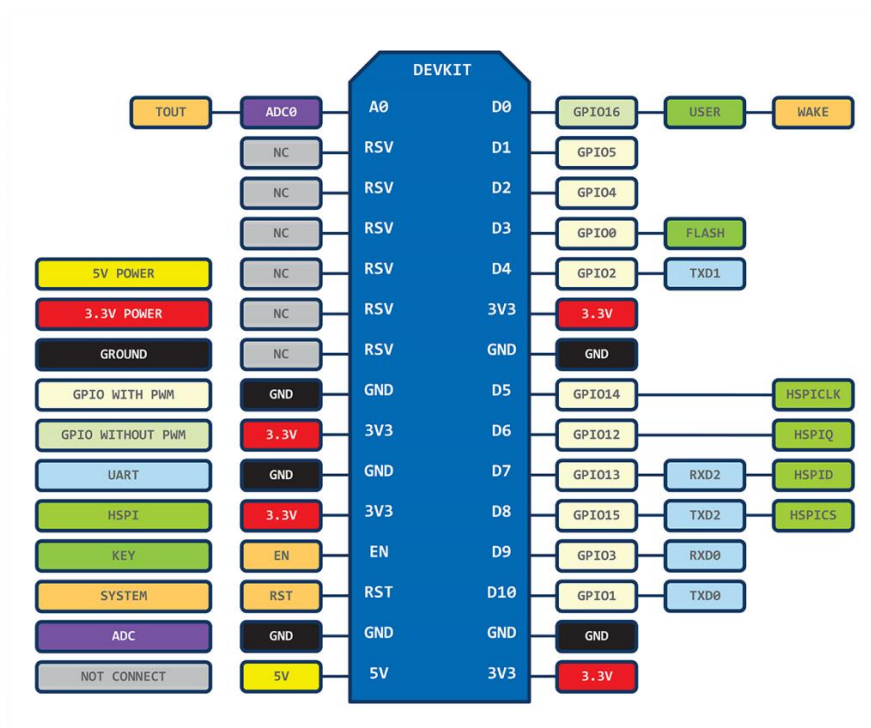 DEVKIT
TOUT ADC0 A0 D0 GPIO16 USER WAKE
NC RSV D1 GPIO5
NC RSV D2 GPIO4
NC RSV D3 GPIO0 FLASH
5V POWER NC RSV D4 GPIO2 TXD1
3.3V POWER NC RSV 3V3 3.3V
GROUND NC RSV GND GND
GPIO WITH PWM GND GND D5 GPIO14 HSPICLK
GPIO WITHOUT PWM 3.3V 3V3 D6 GPIO12 HSPIQ
UART GND GND D7 GPIO13 RXD2 HSPID
HSPI 3.3V 3V3 D8 GPIO15 TXD2 HSPICS
KEY EN EN D9 GPIO3 RXD0
SYSTEM RST RST D10 GPIO1 TXD0
ADC GND GND GND GND
NOT CONNECT 5V 5V 3V3 3.3V